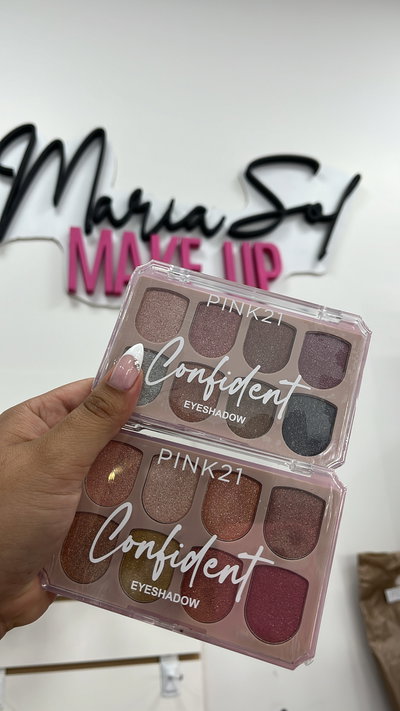 Maria Sol
MAKE UP
PINK21
Confident
EYESHADOW
PINK21
Confident
EYESHADOW